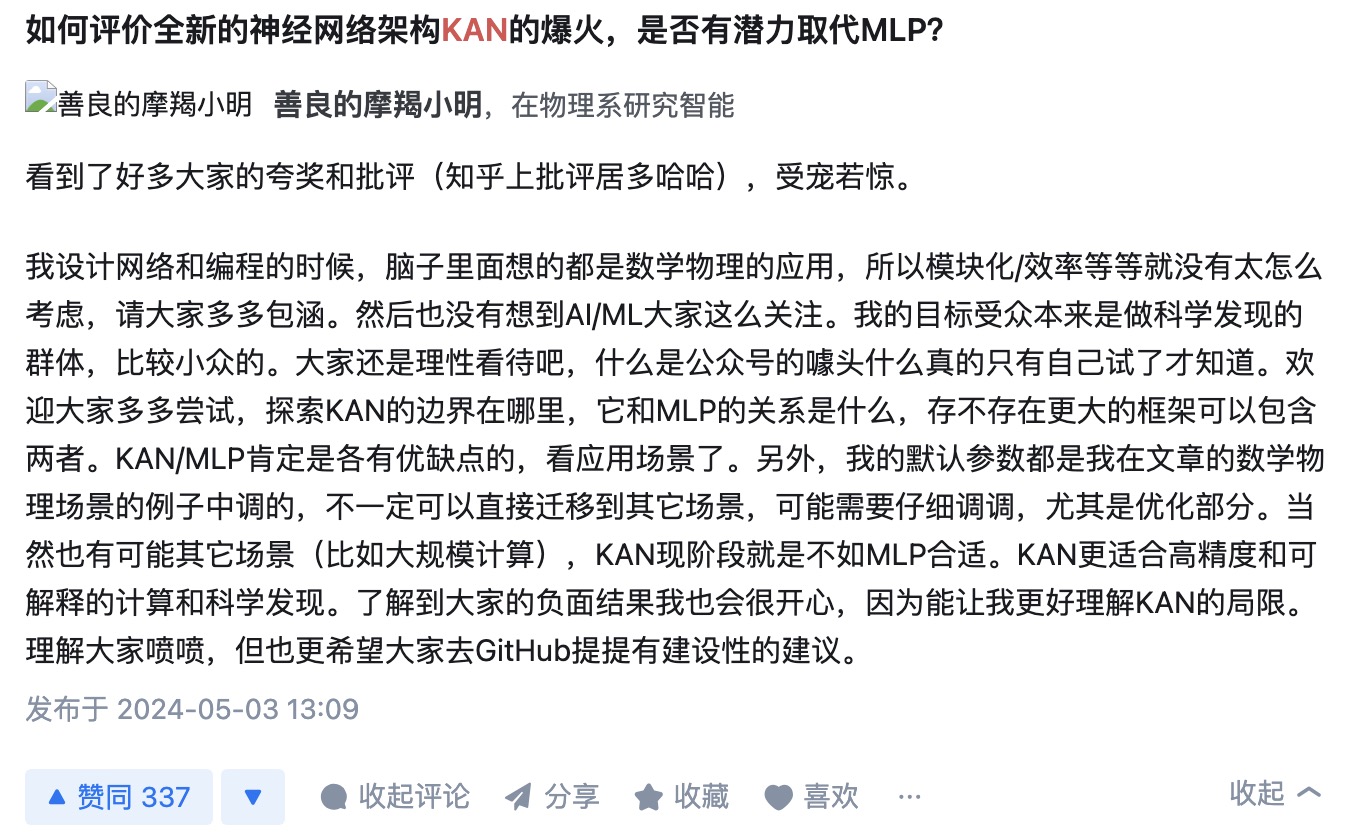 如何评价全新的神经网络架构KAN的爆火，是否有潜力取代MLP？
善良的摩羯小明 善良的摩羯小明，在物理系研究智能
看到了好多大家的夸奖和批评（知乎上批评居多哈哈），受宠若惊。
我设计网络和编程的时候，脑子里面想的都是数学物理的应用，所以模块化/效率等等就没有太怎么
考虑，请大家多多包涵。然后也没有想到AI/ML大家这么关注。我的目标受众本来是做科学发现的
群体，比较小众的。大家还是理性看待吧，什么是公众号的噱头什么真的只有自己试了才知道。欢
迎大家多多尝试，探索KAN的边界在哪里，它和MLP的关系是什么，存不存在更大的框架可以包含
两者。KAN/MLP肯定是各有优缺点的，看应用场景了。另外，我的默认参数都是我在文章的数学物
理场景的例子中调的，不一定可以直接迁移到其它场景，可能需要仔细调调，尤其是优化部分。当
然也有可能其它场景（比如大规模计算），KAN现阶段就是不如MLP合适。KAN更适合高精度和可
解释的计算和科学发现。了解到大家的负面结果我也会很开心，因为能让我更好理解KAN的局限。
理解大家喷喷，但也更希望大家去GitHub提提有建设性的建议。
发布于 2024-05-03 13:09
赞同 337 收起评论 分享 收藏 喜欢 ··· 收起